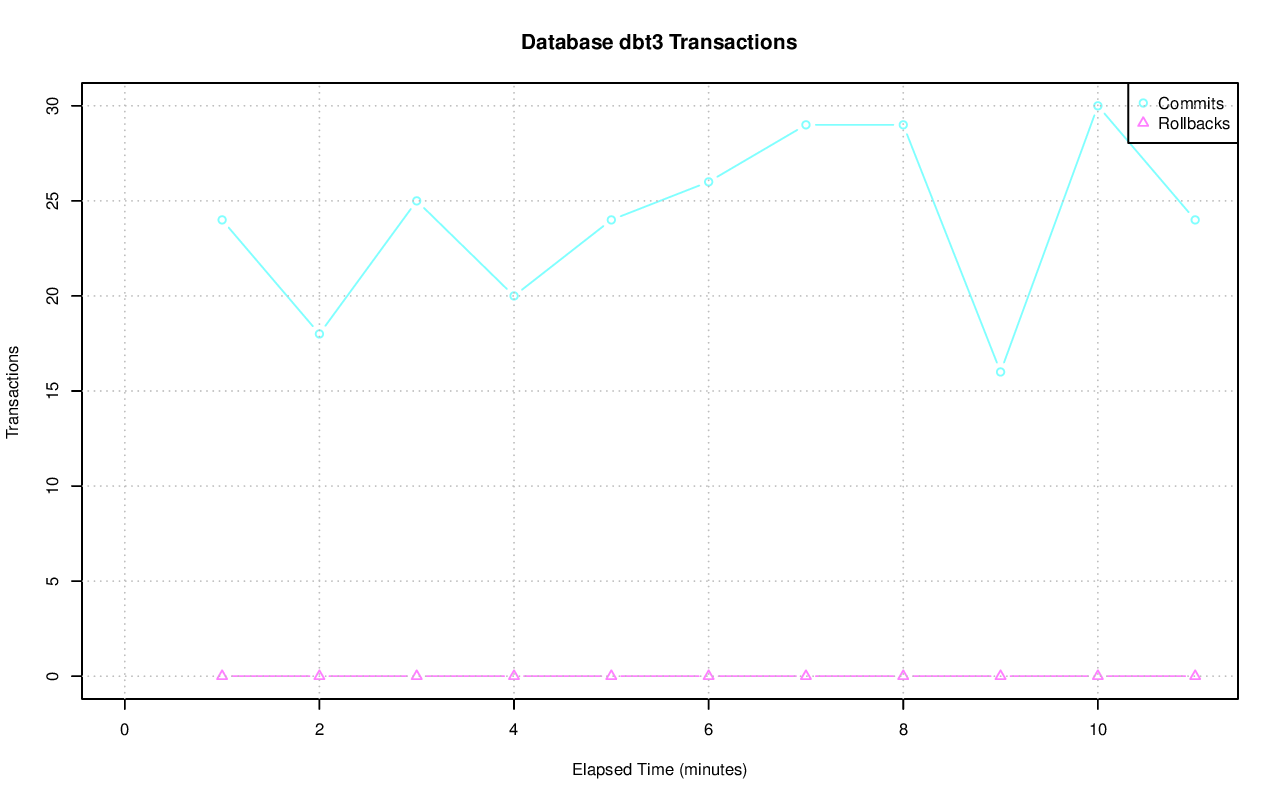 Database dbt3 Transactions
Commits
Rollbacks
Transactions
30
25
20
15
10
5
0
0 2 4 6 8 10
Elapsed Time (minutes)